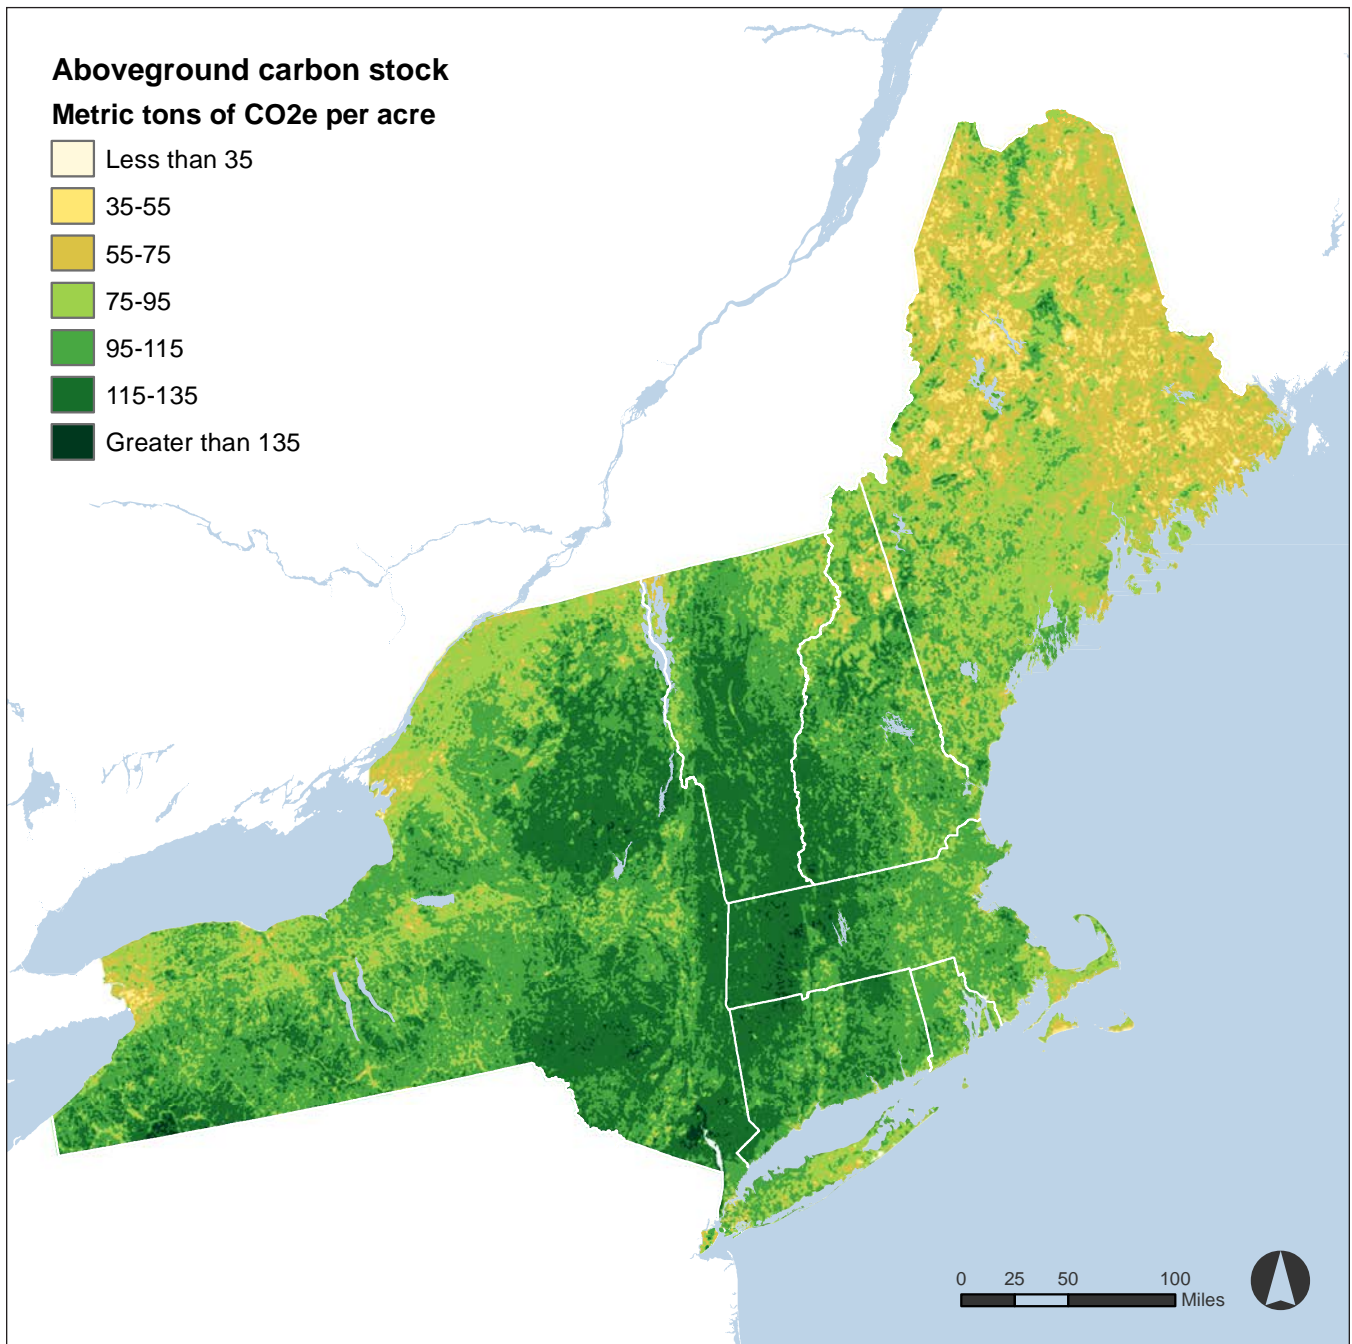 Aboveground carbon stock
Metric tons of CO2e per acre
Less than 35
35-55
55-75
75-95
95-115
115-135
Greater than 135
0 25 50 100
Miles